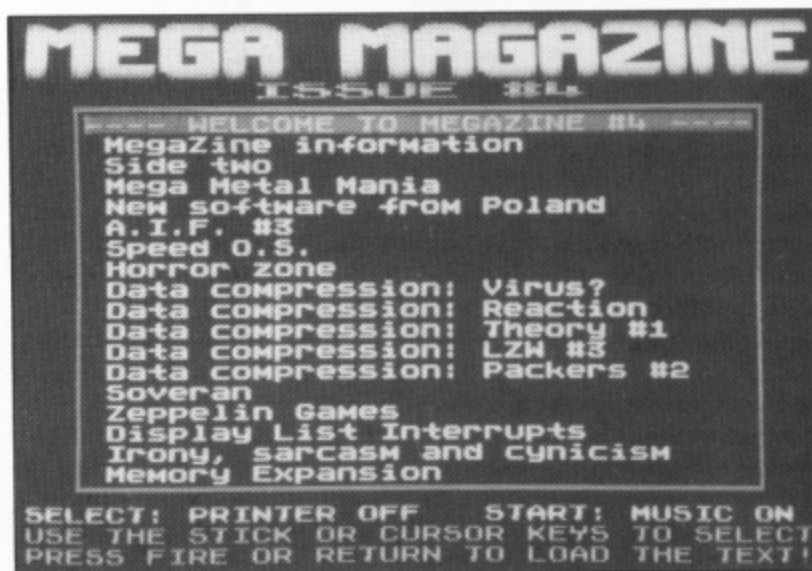 MEGA MAGAZINE
ISSUE #4
---- WELCOME TO MEGAZINE #4 ----
MegaZine information
Side two
Mega Metal Mania
New software from Poland
A.I.F. #3
Speed O.S.
Horror zone
Data compression: Virus?
Data compression: Reaction
Data compression: Theory #1
Data compression: LZW #3
Data compression: Packers #2
Soveran
Zeppelin Games
Display List Interrupts
Irony, sarcasm and cynicism
Memory Expansion
SELECT: PRINTER OFF START: MUSIC ON
USE THE STICK OR CURSOR KEYS TO SELECT
PRESS FIRE OR RETURN TO LOAD THE TEXT!